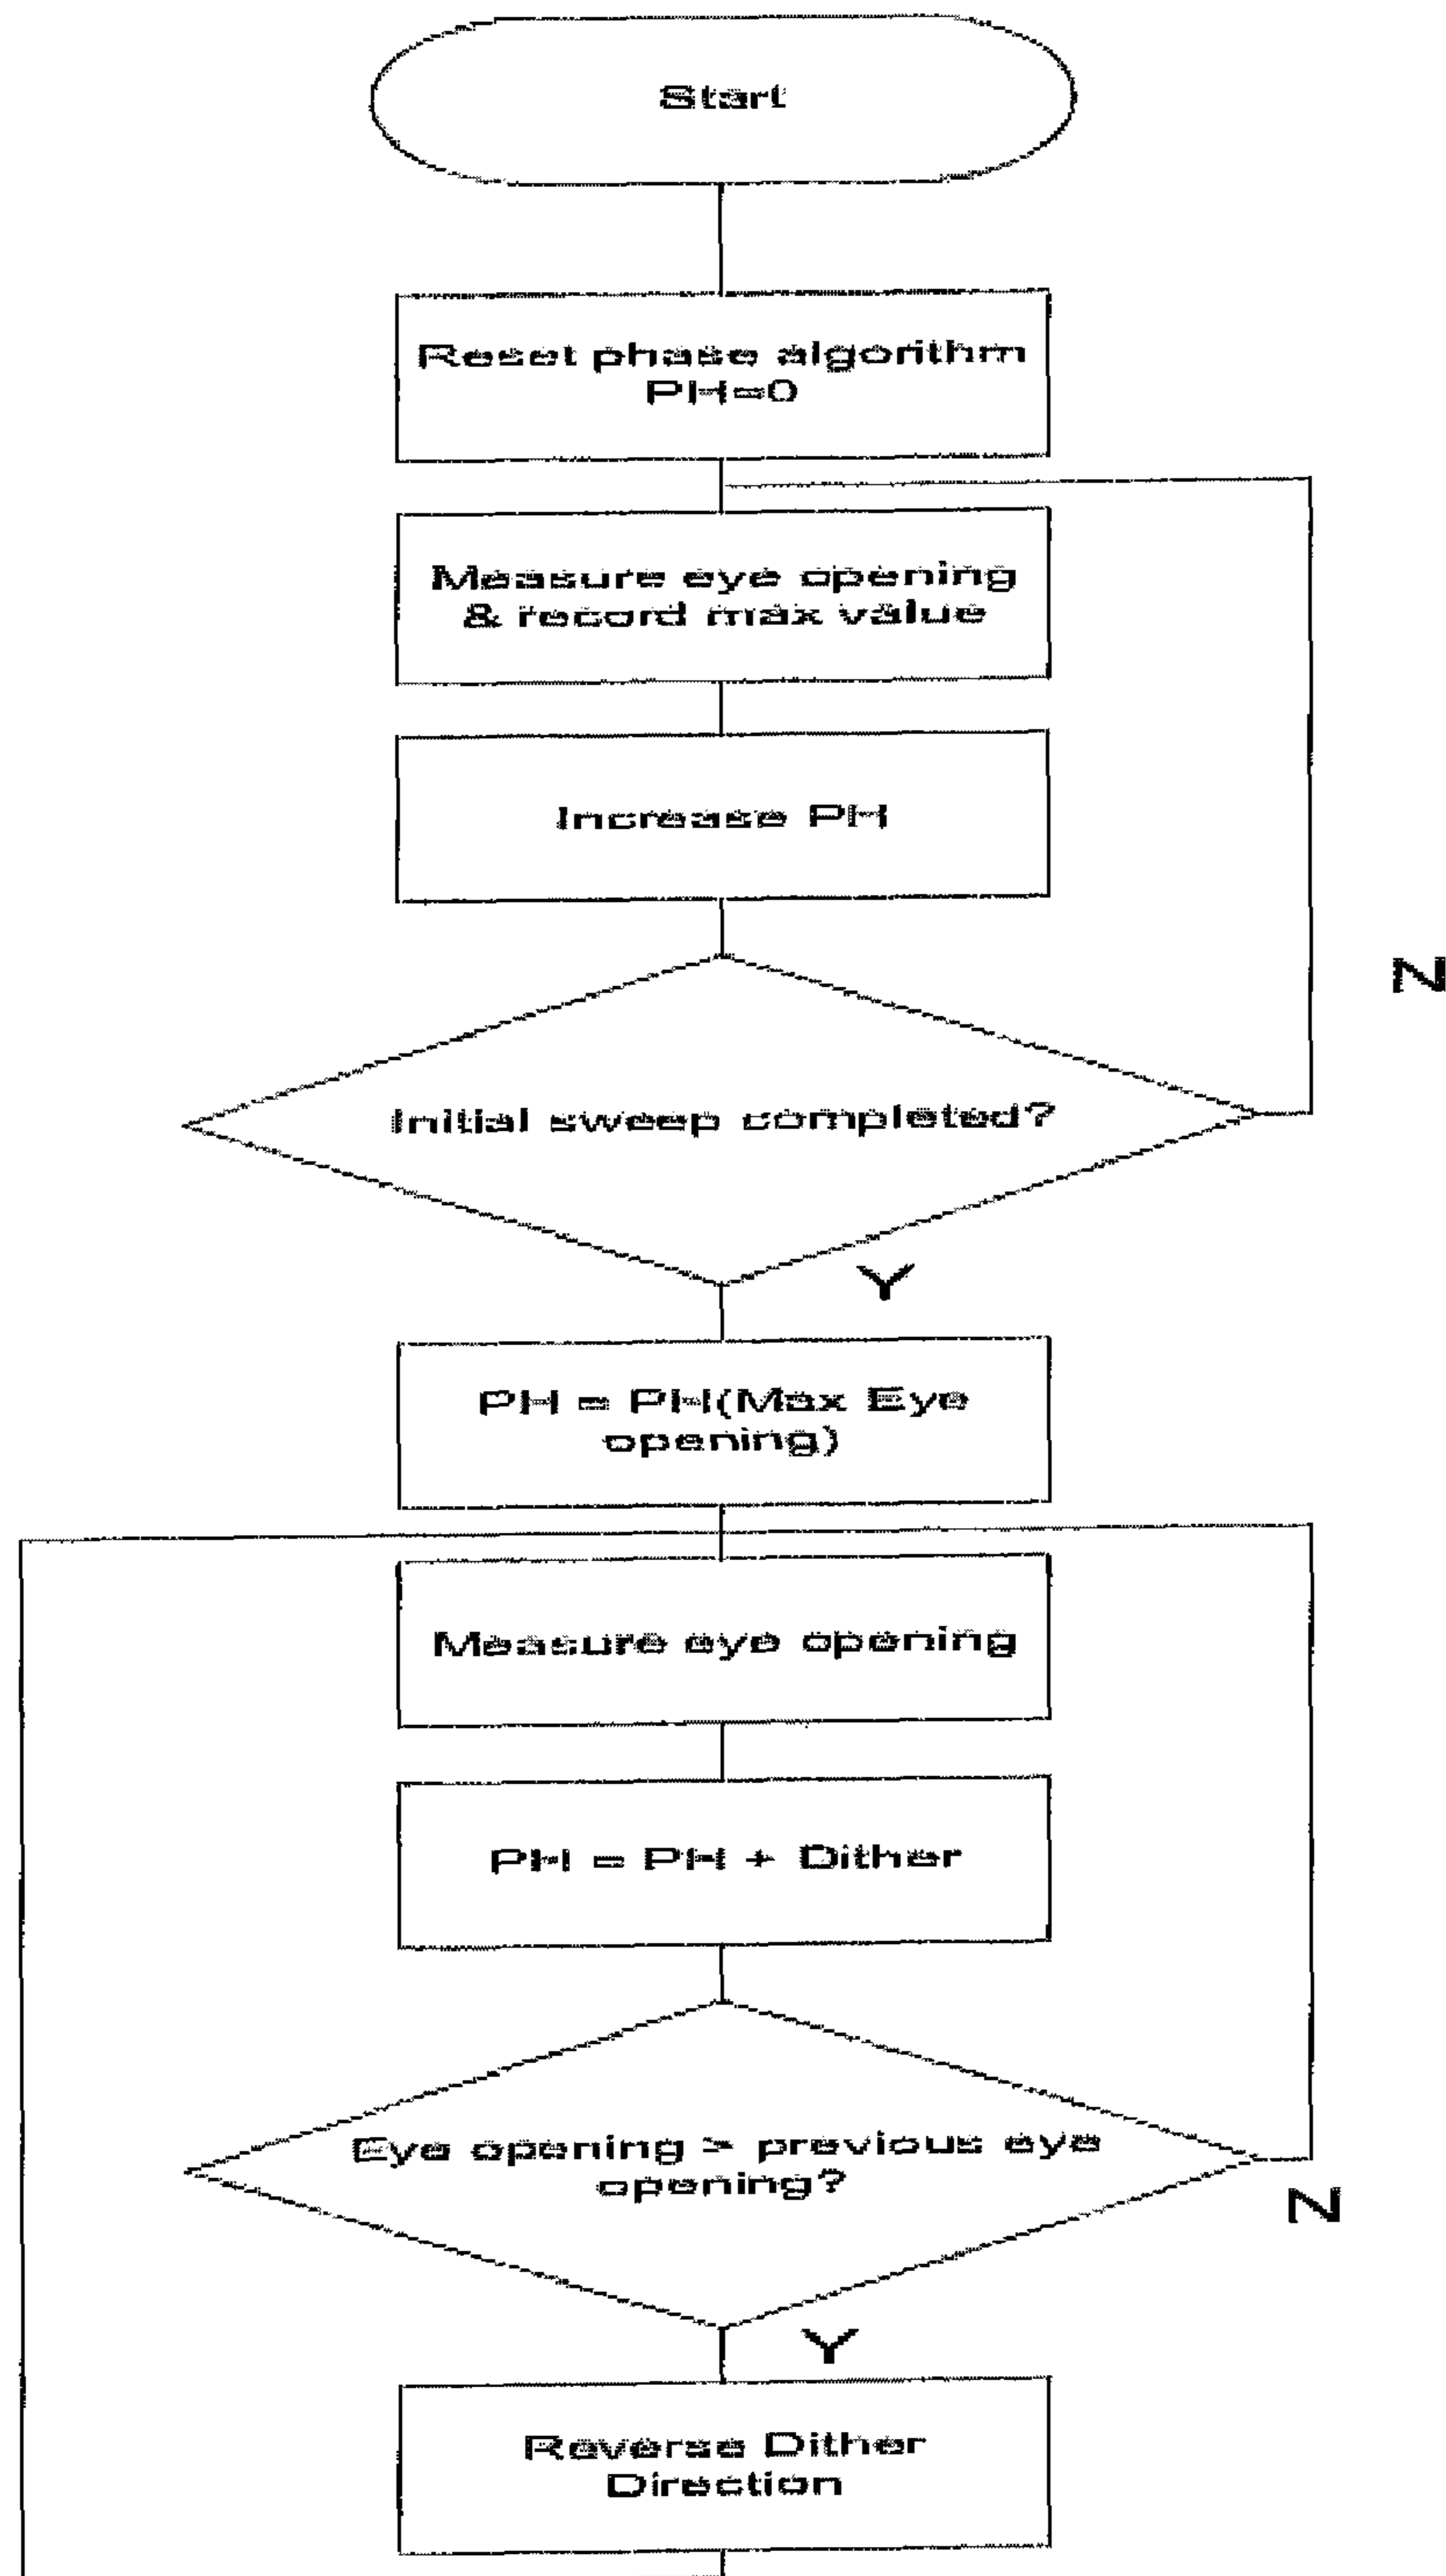 Start
Reset phase algorithm
PH=0
Measure eye opening
& record max value
Increase PH
N
Initial sweep completed?
Y
PH = PH(Max Eye
opening)
Measure eye opening
PH = PH + Dither
Eye opening > previous eye
opening?
N
Y
Reverse Dither
Direction